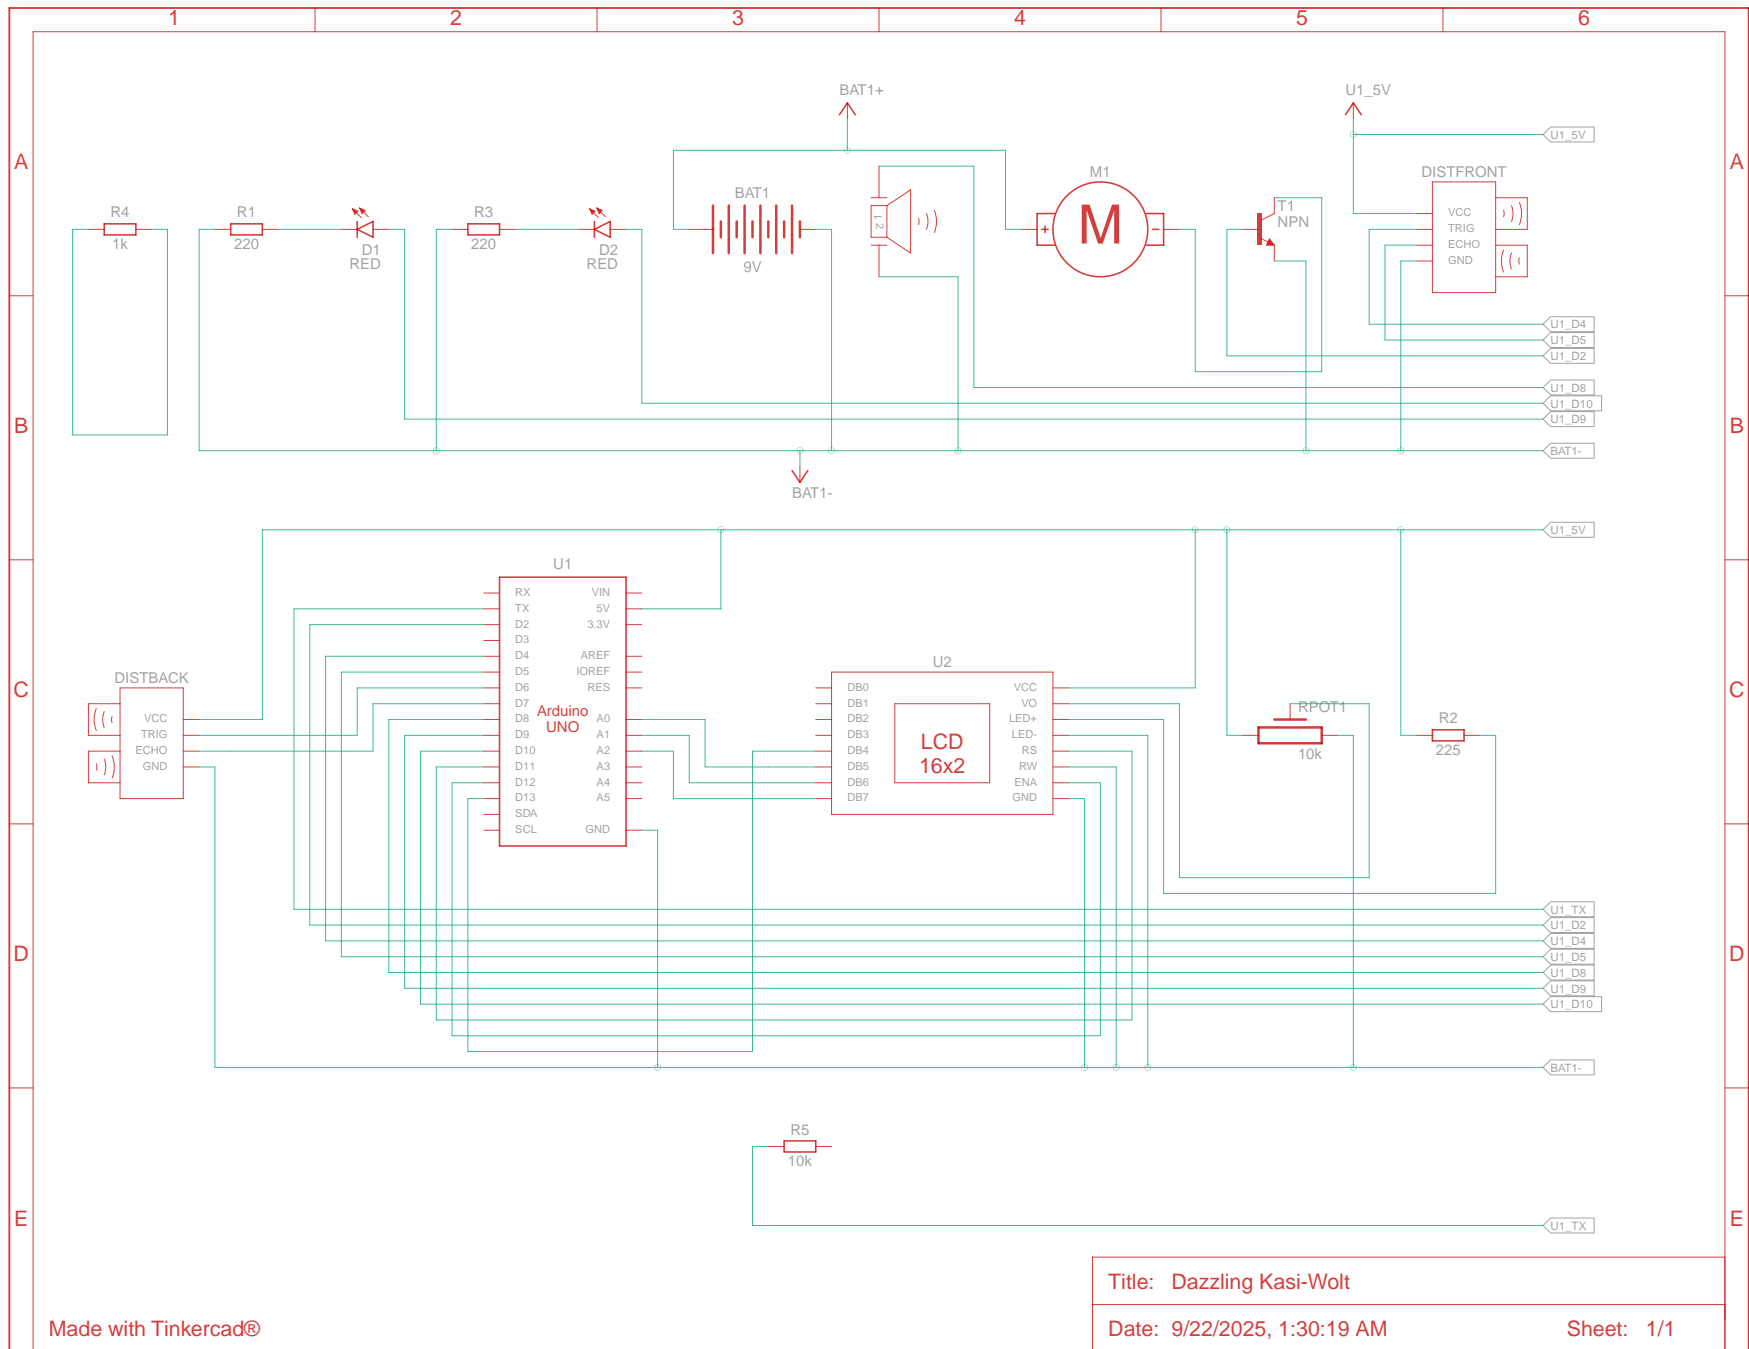 1 2 3 4 5 6
BAT1+ U1_5V
U1_5V
A A
DISTFRONT
M1
BAT1
R4 R1 R3
T1
NPN
VCC
TRIG
ECHO
GND
1 2
+ M -
1k 220 220
D1
RED
D2
RED
9V
U1_D4
U1_D5
U1_D2
U1_D8
U1_D10
U1_D9
B B
BAT1-
BAT1-
U1_5V
U1
RX VIN
TX 5V
D2 3.3V
D3
D4 AREF
D5 IOREF
D6 RES
D7
D8 A0
D9 A1
D10 A2
D11 A3
D12 A4
D13 A5
SDA
SCL GND
Arduino
UNO
C C
DISTBACK
VCC
TRIG
ECHO
GND
U2
DB0 VCC
DB1 VO
DB2 LED+
DB3 LED-
DB4 RS
DB5 RW
DB6 ENA
DB7 GND
LCD
16x2
RPOT1
10k
R2
225
U1_TX
U1_D2
U1_D4
U1_D5
U1_D8
U1_D9
U1_D10
D D
BAT1-
R5
10k
E E
U1_TX
Title: Dazzling Kasi-Wolt
Made with Tinkercad®
Date: 9/22/2025, 1:30:19 AM Sheet: 1/1